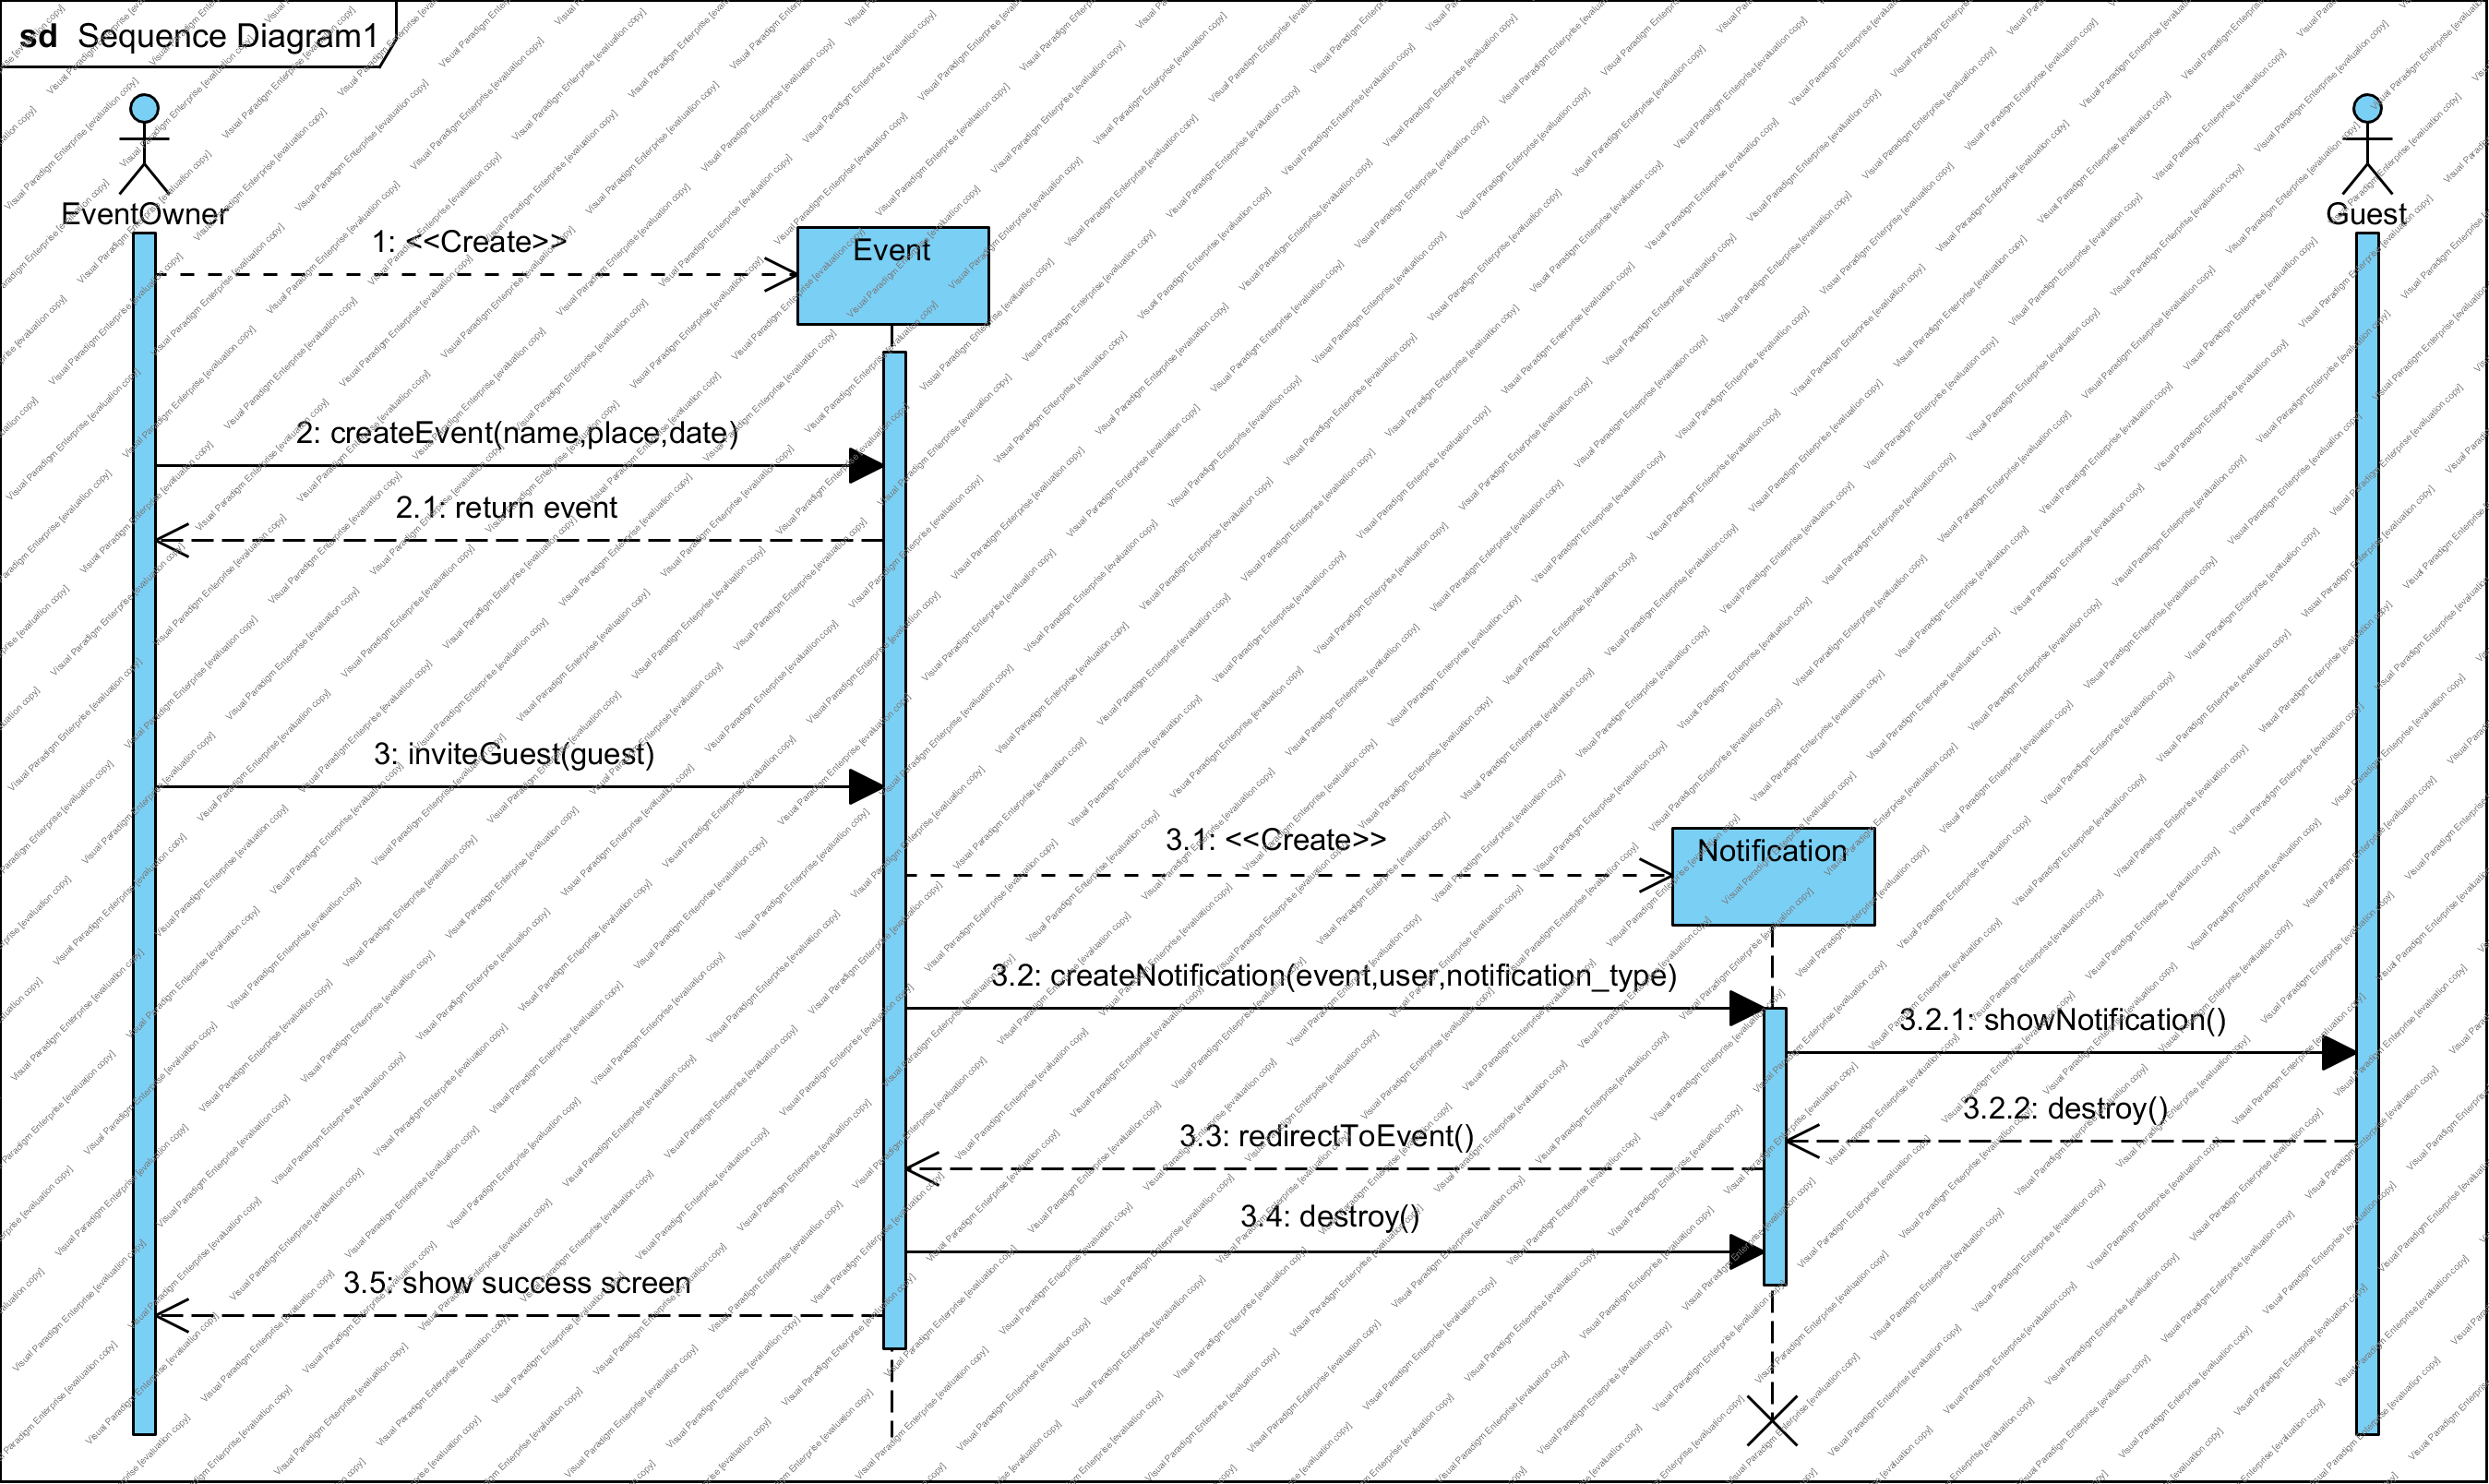 sd Sequence Diagram1
EventOwner
Guest
1: <<Create>>
Event
2: createEvent(name,place,date)
2.1: return event
3: inviteGuest(guest)
3.1: <<Create>>
Notification
3.2: createNotification(event,user,notification_type)
3.2.1: showNotification()
3.2.2: destroy()
3.3: redirectToEvent()
3.4: destroy()
3.5: show success screen
Visual Paradigm Enterprise [evaluation copy]